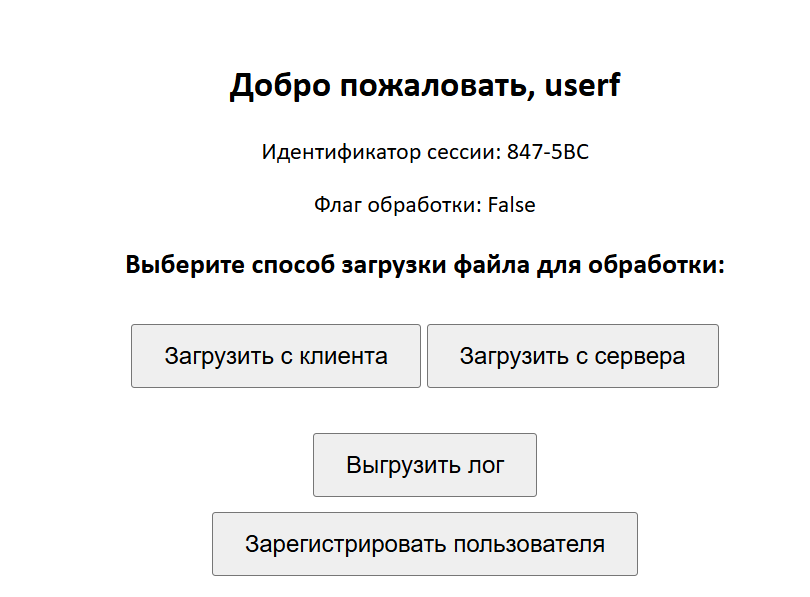 Добро пожаловать, userf
Идентификатор сессии: 847-5BC
Флаг обработки: False
Выберите способ загрузки файла для обработки:
Загрузить с клиента Загрузить с сервера
Выгрузить лог
Зарегистрировать пользователя